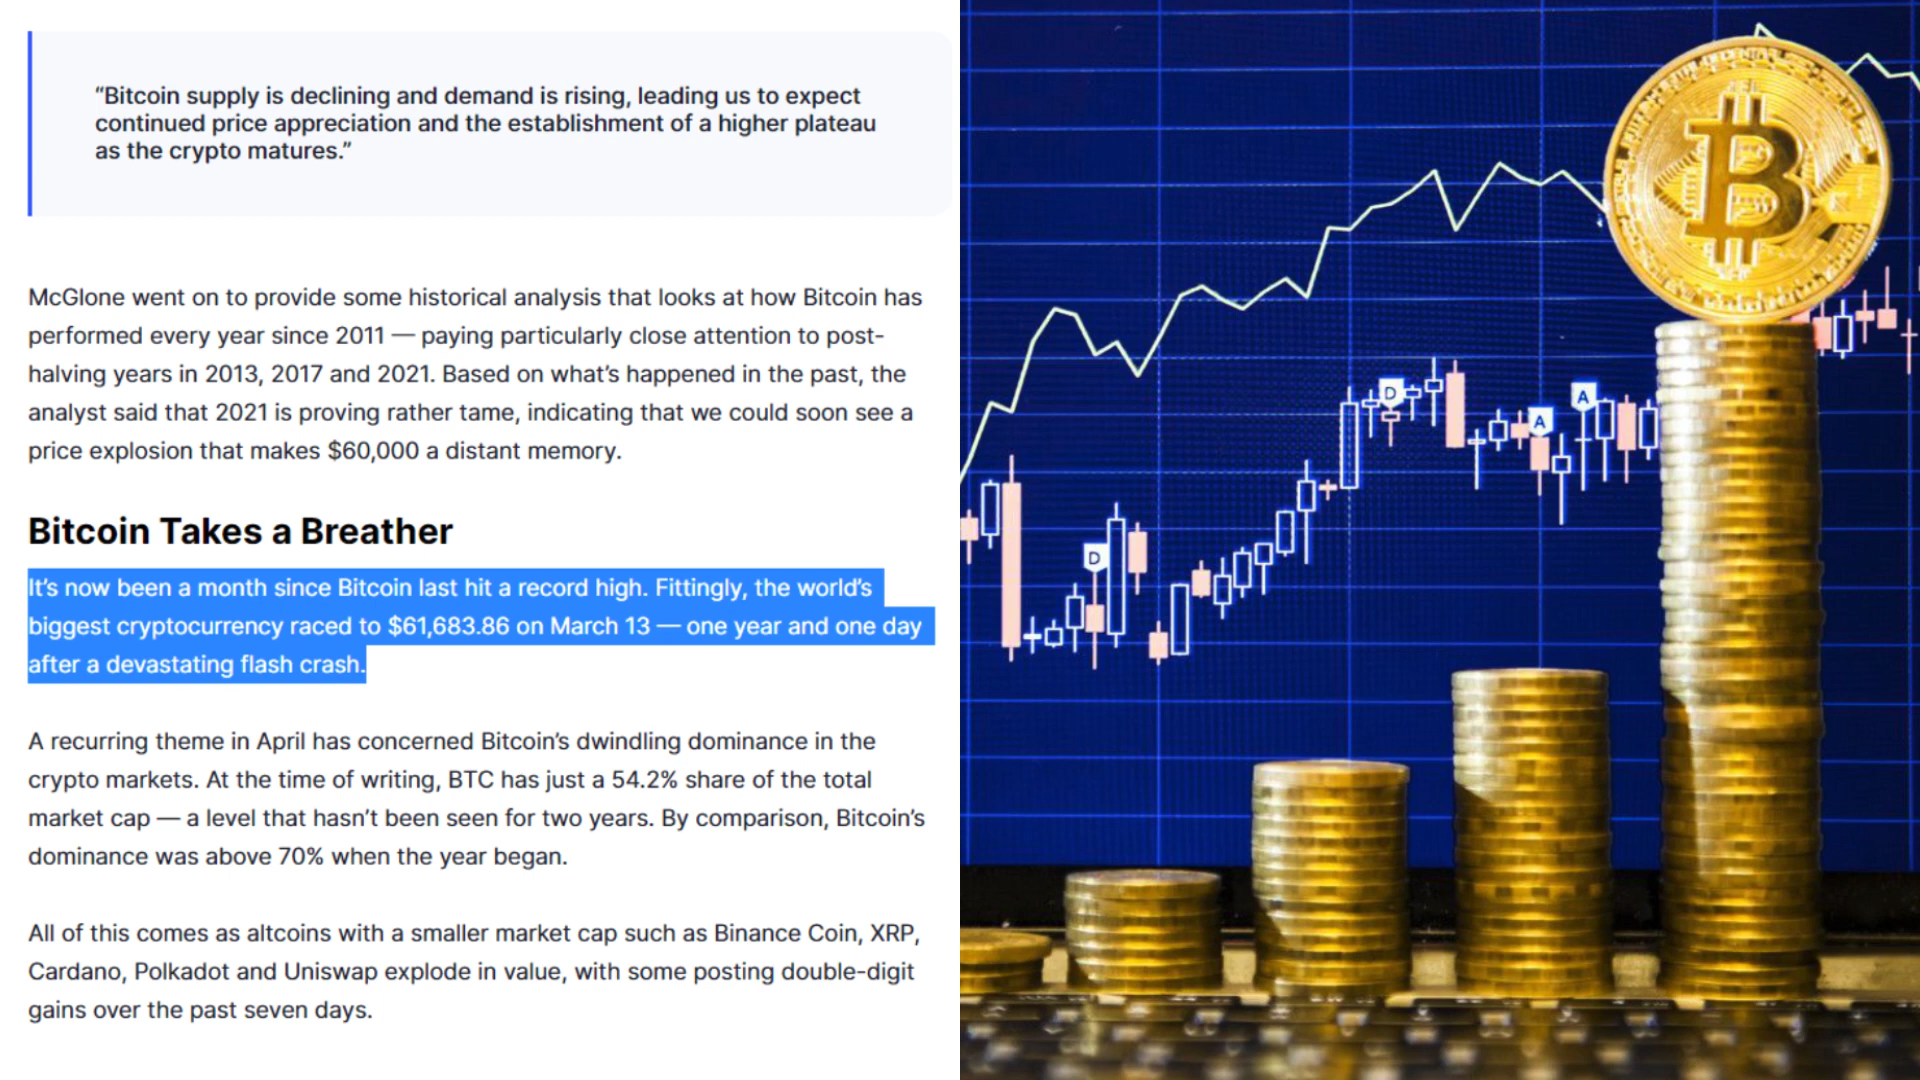 “Bitcoin supply is declining and demand is rising, leading us to expect
continued price appreciation and the establishment of a higher plateau
as the crypto matures.”
McGlone went on to provide some historical analysis that looks at how Bitcoin has
performed every year since 2011 — paying particularly close attention to post-
halving years in 2013, 2017 and 2021. Based on what’s happened in the past, the
analyst said that 2021 is proving rather tame, indicating that we could soon see a
price explosion that makes $60,000 a distant memory.
Bitcoin Takes a Breather
It’s now been a month since Bitcoin last hit a record high. Fittingly, the world’s
biggest cryptocurrency raced to $61,683.86 on March 13 — one year and one day
after a devastating flash crash.
A recurring theme in April has concerned Bitcoin’s dwindling dominance in the
crypto markets. At the time of writing, BTC has just a 54.2% share of the total
market cap — a level that hasn’t been seen for two years. By comparison, Bitcoin’s
dominance was above 70% when the year began.
All of this comes as altcoins with a smaller market cap such as Binance Coin, XRP,
Cardano, Polkadot and Uniswap explode in value, with some posting double-digit
gains over the past seven days.
D
D
A
A